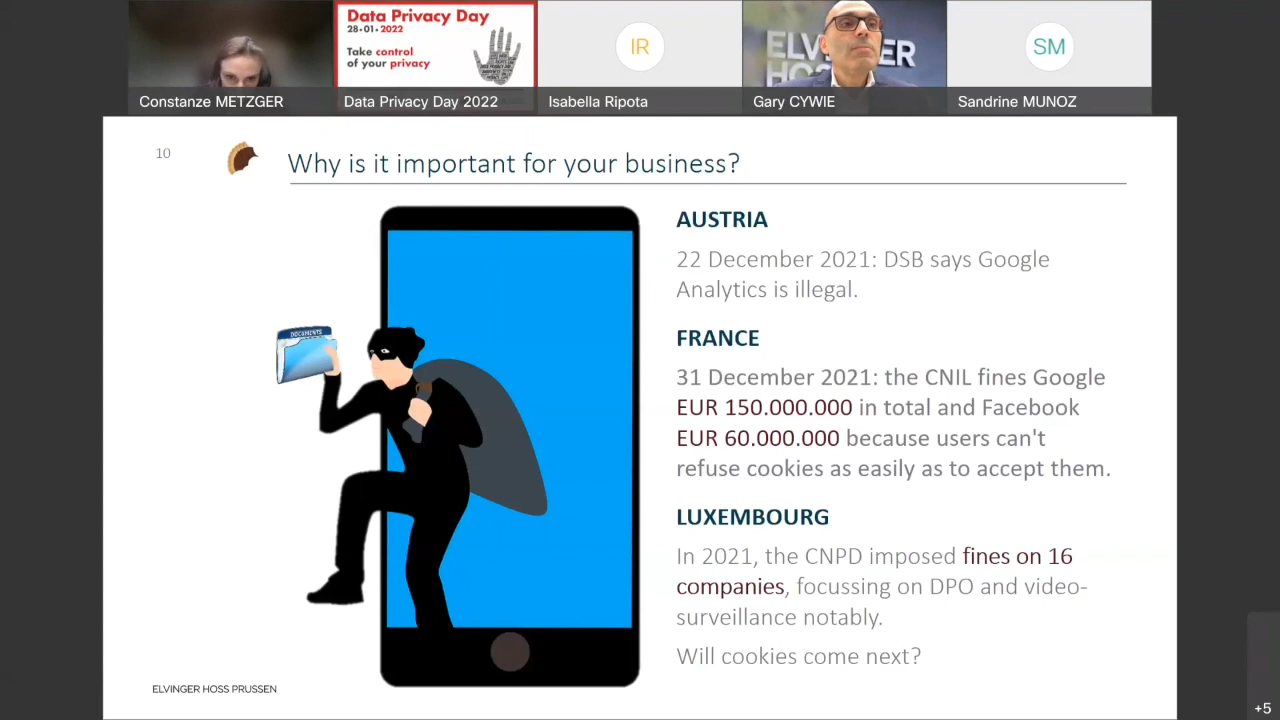 Data Privacy Day
28•01•2022
Take control
of your privacy
IR
ELVINGER
HOSS
SM
Constanze METZGER
Data Privacy Day 2022
Isabella Ripota
Gary CYWIE
Sandrine MUNOZ
10
Why is it important for your business?
DOCUMENTS
AUSTRIA
22 December 2021: DSB says Google
Analytics is illegal.
FRANCE
31 December 2021: the CNIL fines Google
EUR 150.000.000 in total and Facebook
EUR 60.000.000 because users can't
refuse cookies as easily as to accept them.
LUXEMBOURG
In 2021, the CNPD imposed fines on 16
companies, focussing on DPO and video-
surveillance notably.
Will cookies come next?
ELVINGER HOSS PRUSSEN
+5